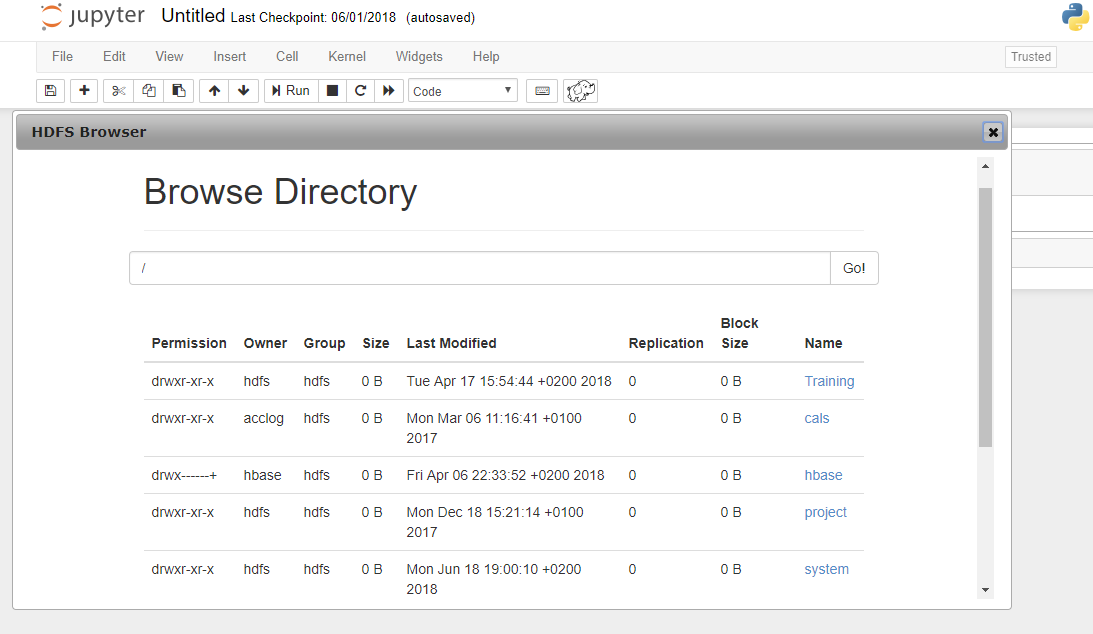 jupyter Untitled Last Checkpoint: 06/01/2018 (autosaved)
File Edit View Insert Cell Kernel Widgets Help Trusted
Run Code
HDFS Browser
Browse Directory
/ Go!
Block
Permission Owner Group Size Last Modified Replication Size Name
drwxr-xr-x hdfs hdfs 0 B Tue Apr 17 15:54:44 +0200 2018 0 0 B Training
drwxr-xr-x acclog hdfs 0 B Mon Mar 06 11:16:41 +0100 0 0 B cals
2017
drwx------+ hbase hdfs 0 B Fri Apr 06 22:33:52 +0200 2018 0 0 B hbase
drwxr-xr-x hdfs hdfs 0 B Mon Dec 18 15:21:14 +0100 0 0 B project
2017
drwxr-xr-x hdfs hdfs 0 B Mon Jun 18 19:00:10 +0200 0 0 B system
2018